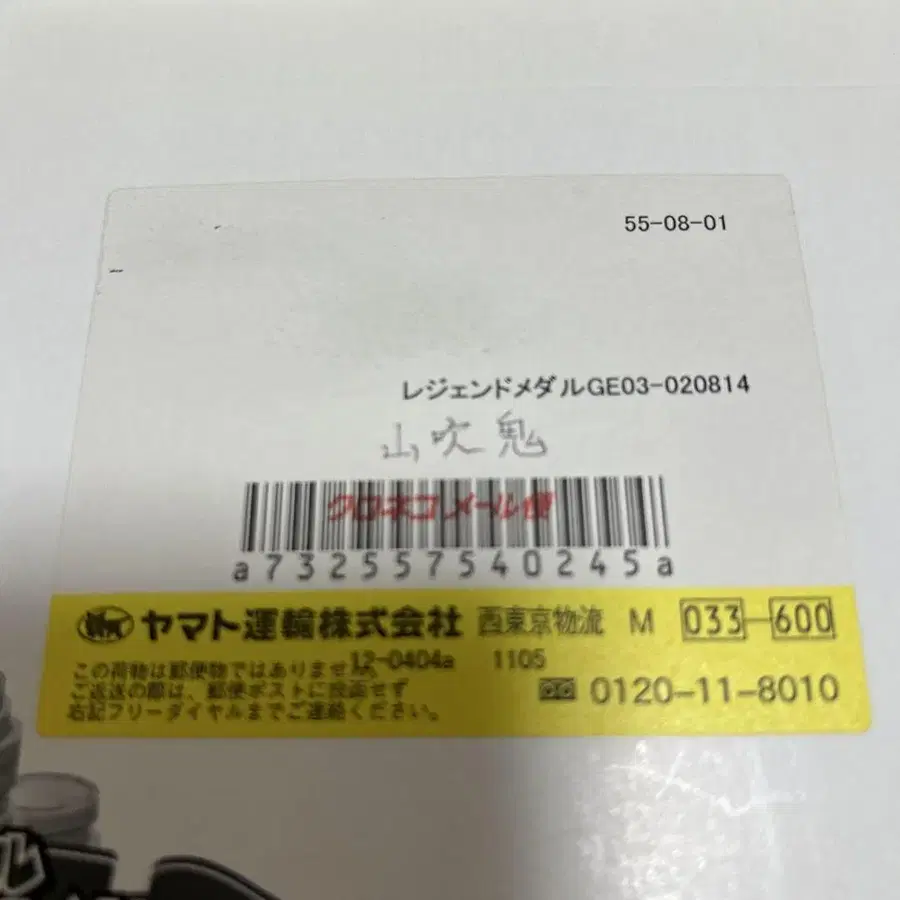 55-08-01
レジェンドメダルGE03-020814
山吹鬼
クロネコメール便
a732557540245a
ヤマト運輸株式会社 西東京物流 M 033-600
12-0404a 1105
この荷物は郵便物ではありません。
ご返送の際は、郵便ポストに投函せず
右記フリーダイヤルまでご連絡ください。
0120-11-8010
ル